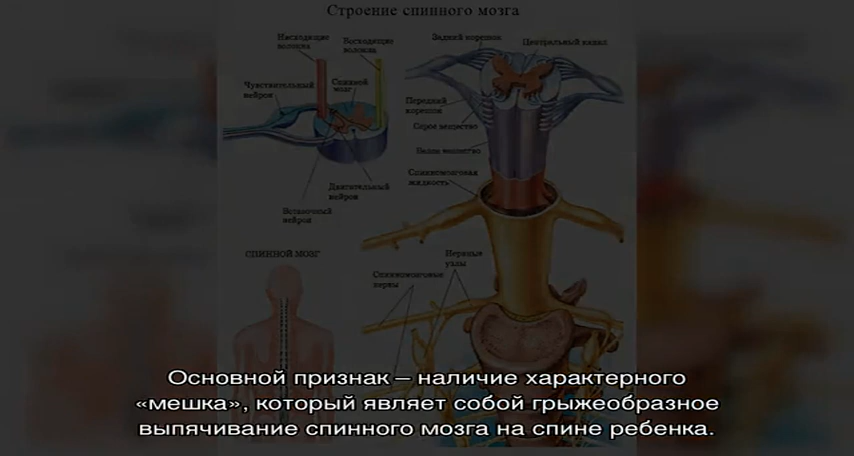 Строение спинного мозга
Нисходящие
волокна
Восходящие
волокна
Задний корешок
Центральный канал
Чувствительный
нейрон
Спинной
мозг
Передний
корешок
Серое вещество
Белое вещество
Спинномозговая
жидкость
Двигательный
нейрон
Вставочный
нейрон
СПИННОЙ МОЗГ
Нервные
узлы
Спинномозговые
нервы
Основной признак – наличие характерного
«мешка», который являет собой грыжеобразное
выпячивание спинного мозга на спине ребенка.